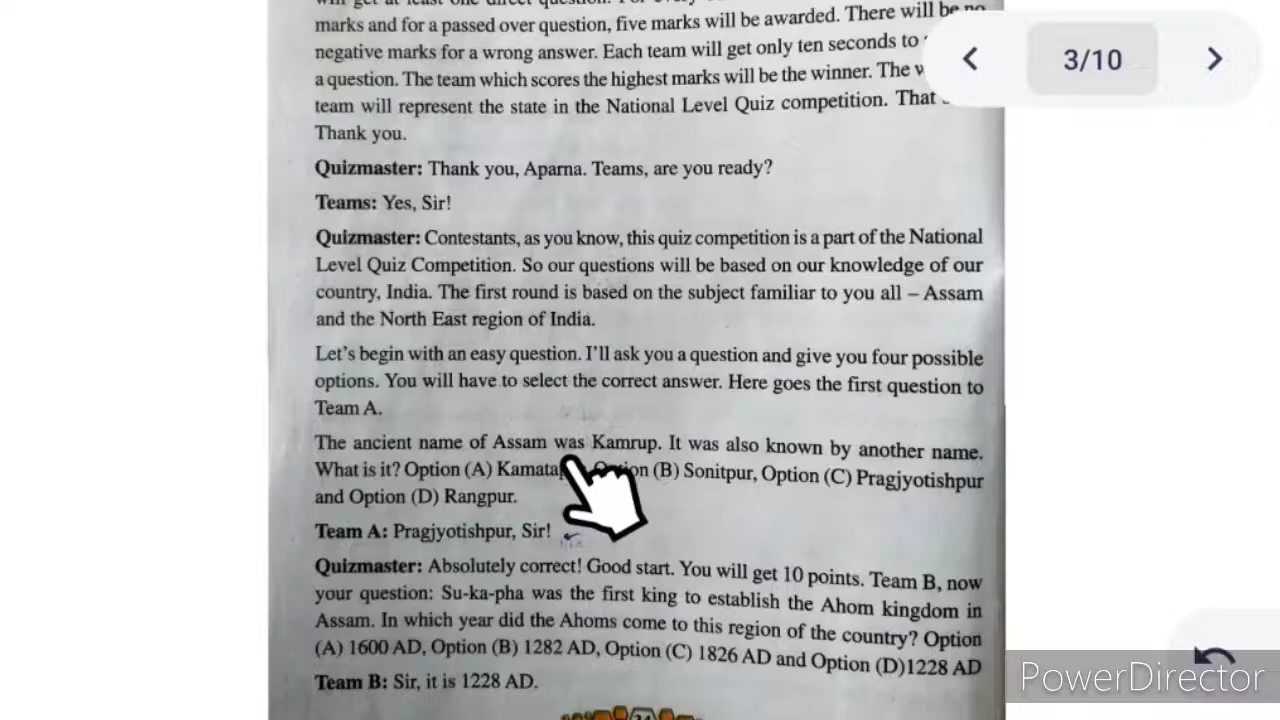 will get at least one direct question. For every
marks and for a passed over question, five marks will be awarded. There will be no
negative marks for a wrong answer. Each team will get only ten seconds to
a question. The team which scores the highest marks will be the winner. The
team will represent the state in the National Level Quiz competition. That
Thank you.
Quizmaster: Thank you, Aparna. Teams, are you ready?
Teams: Yes, Sir!
Quizmaster: Contestants, as you know, this quiz competition is a part of the National
Level Quiz Competition. So our questions will be based on our knowledge of our
country, India. The first round is based on the subject familiar to you all – Assam
and the North East region of India.
Let's begin with an easy question. I'll ask you a question and give you four possible
options. You will have to select the correct answer. Here goes the first question to
Team A.
The ancient name of Assam was Kamrup. It was also known by another name.
What is it? Option (A) Option (B) Sonitpur, Option (C) Pragjyotishpur
and Option (D) Rangpur.
Team A: Pragjyotishpur, Sir!
Quizmaster: Absolutely correct! Good start. You will get 10 points. Team B, now
your question: Su-ka-pha was the first king to establish the Ahom kingdom in
Assam. In which year did the Ahoms come to this region of the country? Option
(A) 1600 AD, Option (B) 1282 AD, Option (C) 1826 AD and Option (D)1228 AD
Team B: Sir, it is 1228 AD.
3/10
PowerDirector